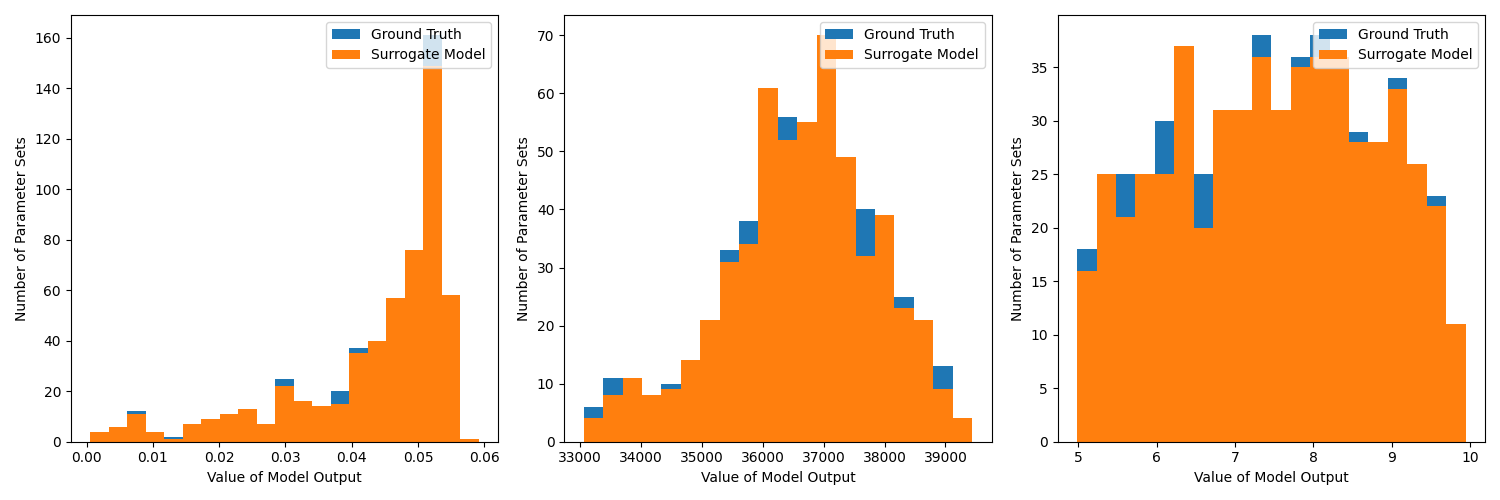 Ground Truth
Surrogate Model
160
140
120
100
80
60
40
20
0
Number of Parameter Sets
0.00 0.01 0.02 0.03 0.04 0.05 0.06
Value of Model Output
Ground Truth
Surrogate Model
70
60
50
40
30
20
10
0
Number of Parameter Sets
33000 34000 35000 36000 37000 38000 39000
Value of Model Output
Ground Truth
Surrogate Model
35
30
25
20
15
10
5
0
Number of Parameter Sets
5 6 7 8 9 10
Value of Model Output